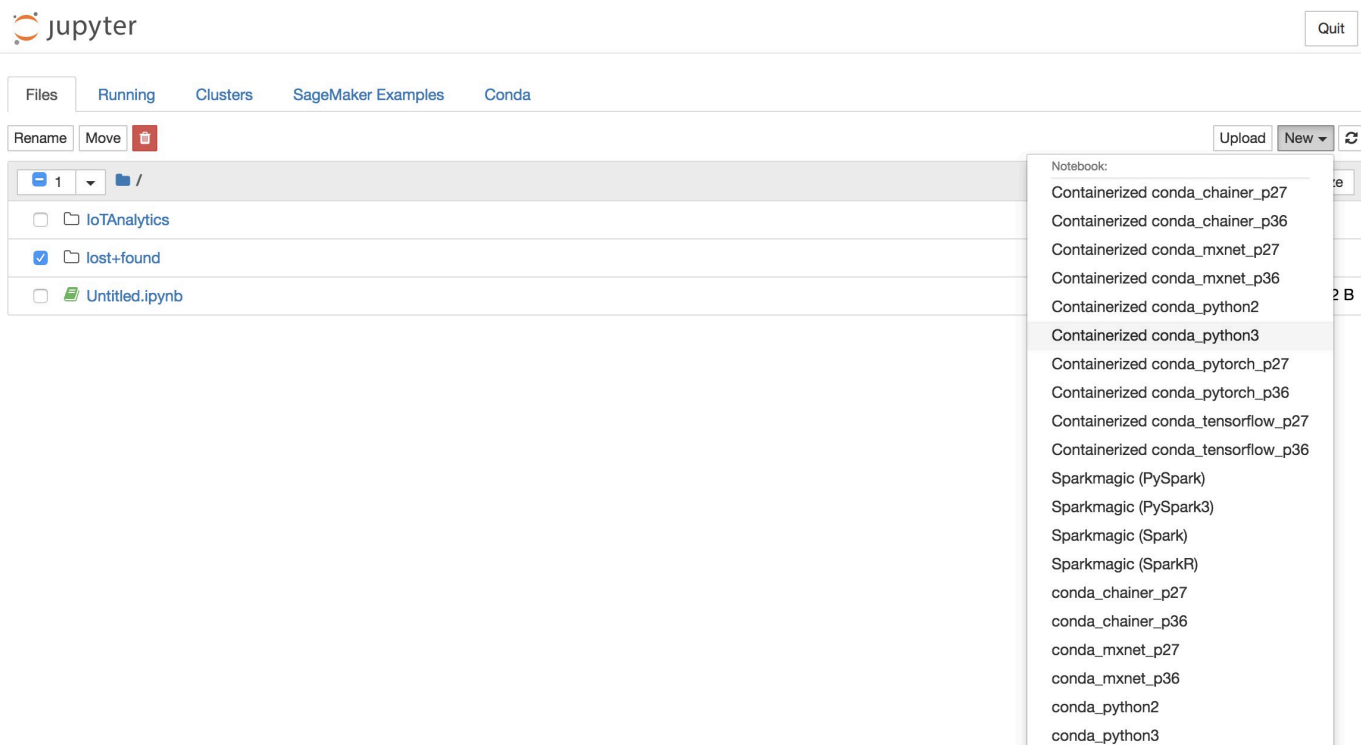 jupyter
Quit
Files Running Clusters SageMaker Examples Conda
Rename Move Upload New
1 /
Notebook:
ze
Containerized conda_chainer_p27
IoTAnalytics
Containerized conda_chainer_p36
Containerized conda_mxnet_p27
lost+found
Containerized conda_mxnet_p36
Untitled.ipynb
2 B
Containerized conda_python2
Containerized conda_python3
Containerized conda_pytorch_p27
Containerized conda_pytorch_p36
Containerized conda_tensorflow_p27
Containerized conda_tensorflow_p36
Sparkmagic (PySpark)
Sparkmagic (PySpark3)
Sparkmagic (Spark)
Sparkmagic (SparkR)
conda_chainer_p27
conda_chainer_p36
conda_mxnet_p27
conda_mxnet_p36
conda_python2
conda_python3